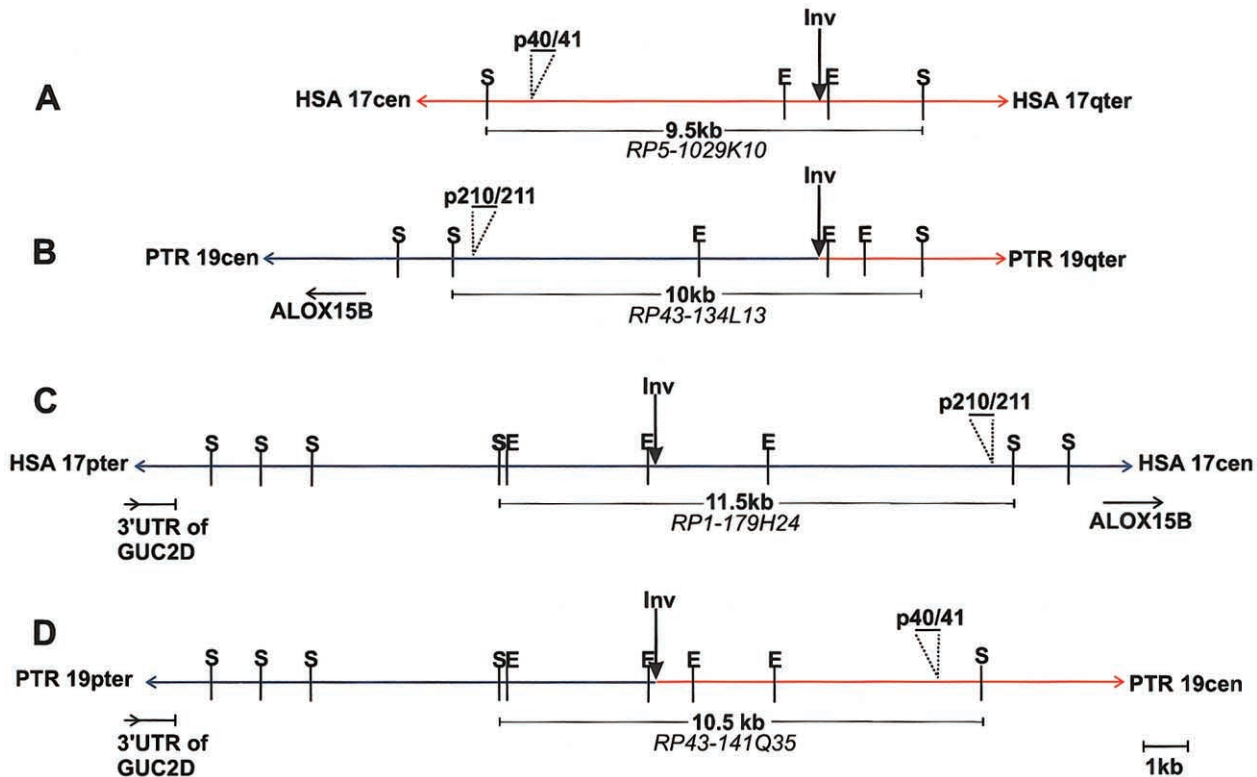 Inv
p40/41
A
S E E S
HSA 17cen HSA 17qter
9.5kb
RP5-1029K10
Inv
p210/211
B
S S E E E S
PTR 19cen PTR 19qter
10kb
ALOX15B
RP43-134L13
C
Inv
p210/211
S S S SE E E S S
HSA 17pter HSA 17cen
11.5kb
RP1-179H24
ALOX15B
3'UTR of
GUC2D
Inv
p40/41
D
S S S SE E E E S
PTR 19pter PTR 19cen
10.5 kb
RP43-141Q35
3'UTR of
GUC2D
1kb